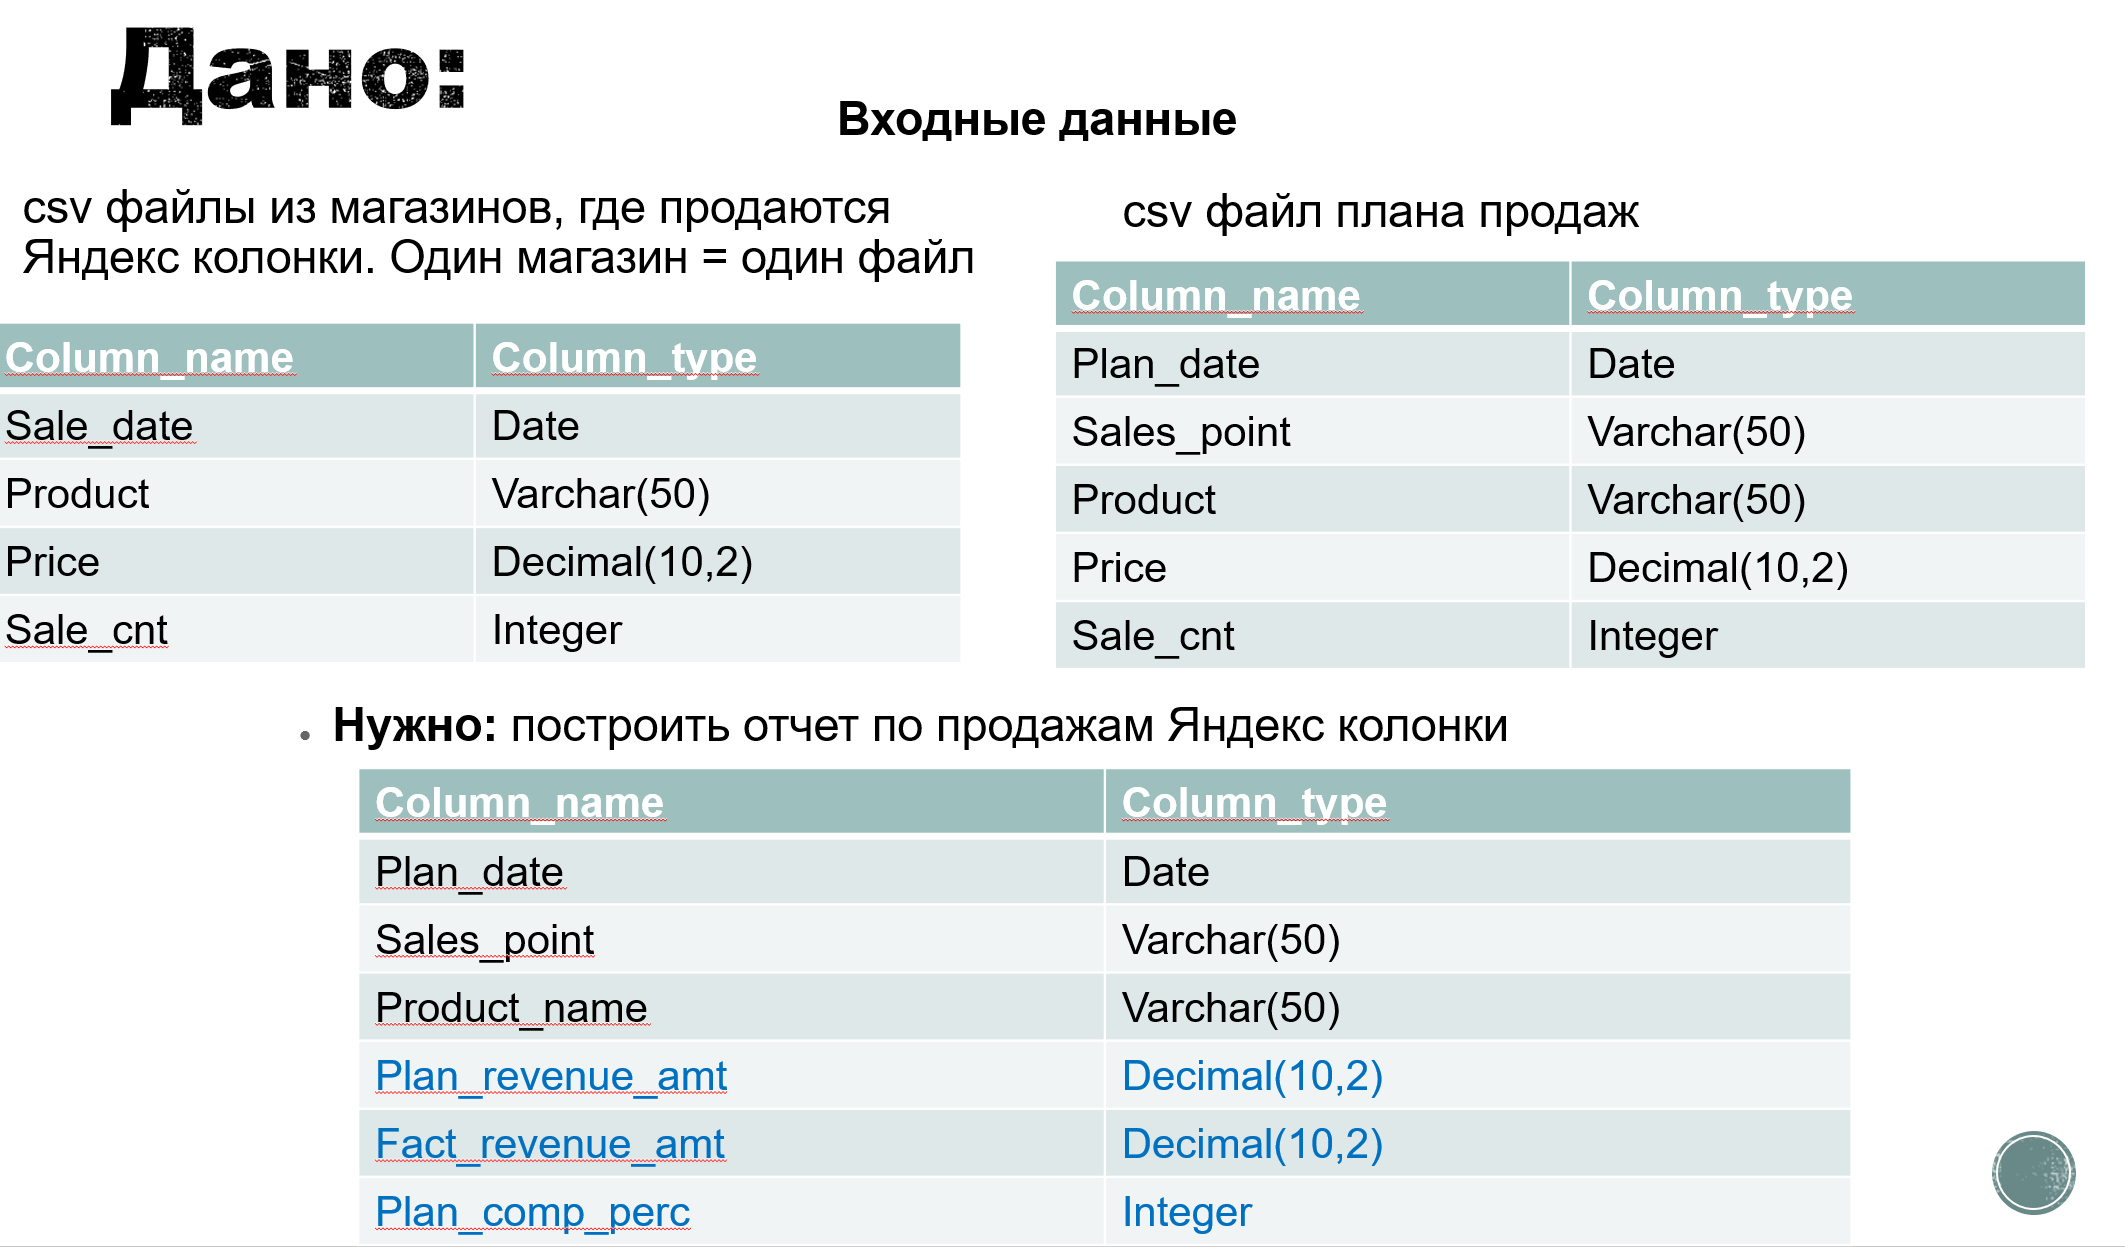 Дано:
Входные данные
csv файлы из магазинов, где продаются
Яндекс колонки. Один магазин = один файл
Column_name Column_type
Sale_date Date
Product Varchar(50)
Price Decimal(10,2)
Sale_cnt Integer
csv файл плана продаж
Column_name Column_type
Plan_date Date
Sales_point Varchar(50)
Product Varchar(50)
Price Decimal(10,2)
Sale_cnt Integer
• Нужно: построить отчет по продажам Яндекс колонки
Column_name Column_type
Plan_date Date
Sales_point Varchar(50)
Product_name Varchar(50)
Plan_revenue_amt Decimal(10,2)
Fact_revenue_amt Decimal(10,2)
Plan_comp_perc Integer